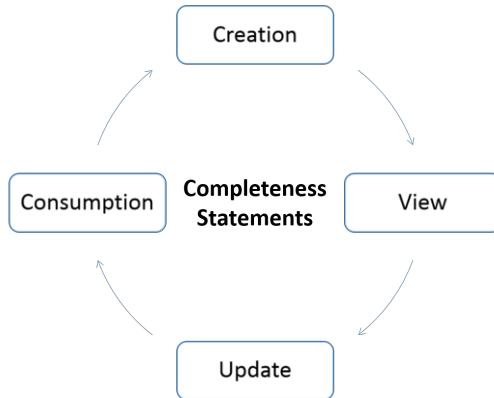 Creation
Consumption
Completeness
Statements
View
Update